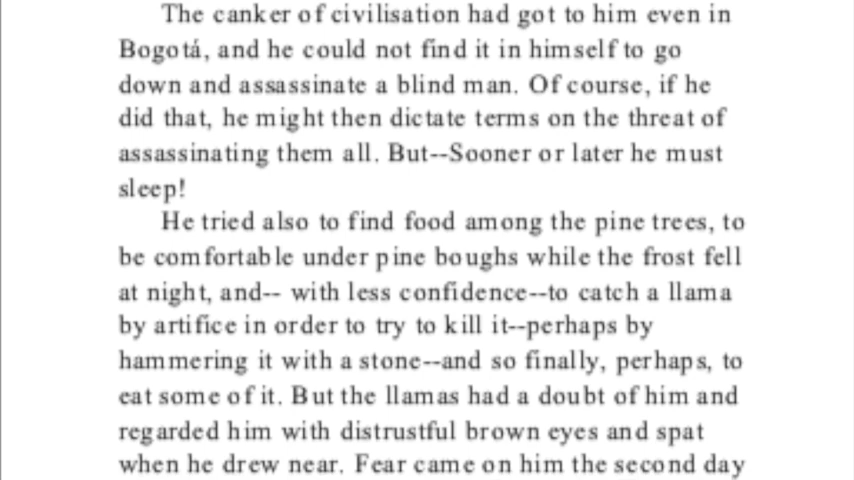 The canker of civilisation had got to him even in
Bogotá, and he could not find it in himself to go
down and assassinate a blind man. Of course, if he
did that, he might then dictate terms on the threat of
assassinating them all. But--Sooner or later he must
sleep!
He tried also to find food among the pine trees, to
be comfortable under pine boughs while the frost fell
at night, and-- with less confidence--to catch a llama
by artifice in order to try to kill it--perhaps by
hammering it with a stone--and so finally, perhaps, to
eat some of it. But the llamas had a doubt of him and
regarded him with distrustful brown eyes and spat
when he drew near. Fear came on him the second day